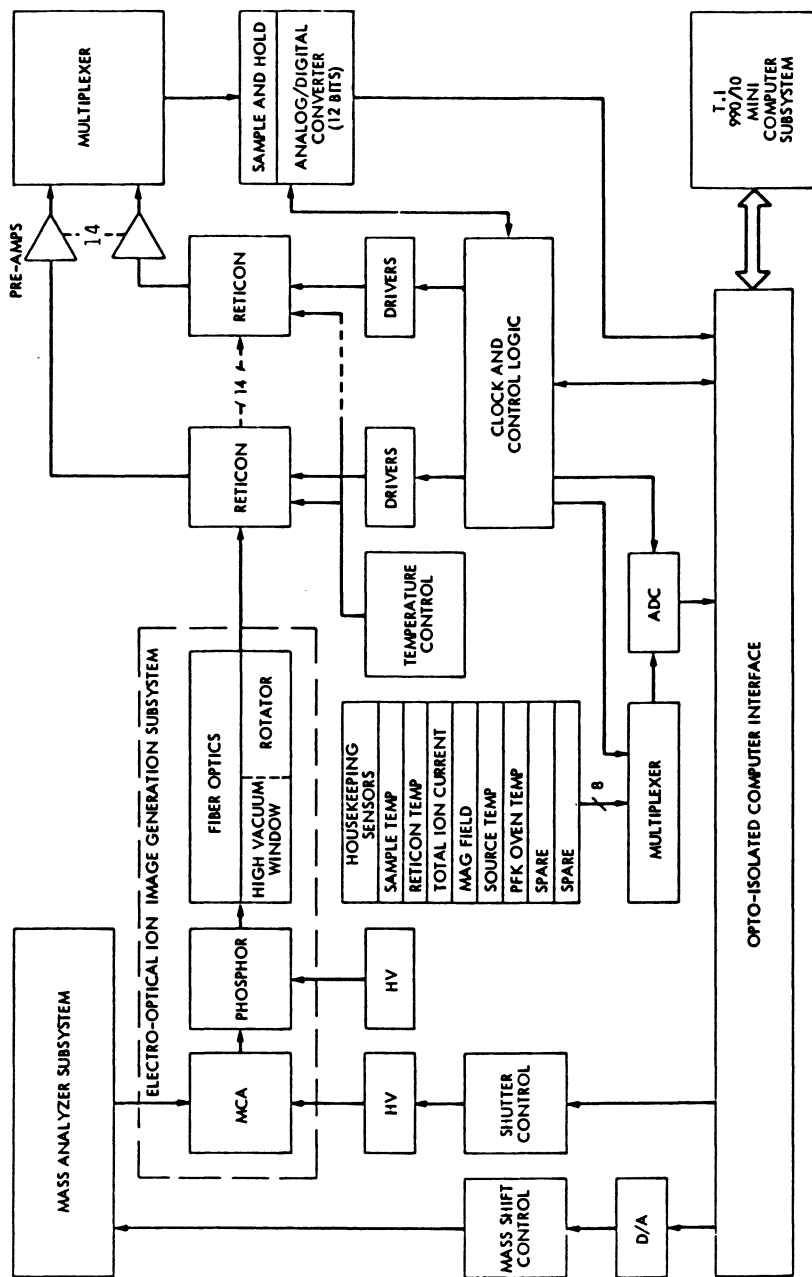 MASS ANALYZER SUBSYSTEM
ELECTRO-OPTICAL ION IMAGE GENERATION SUBSYSTEM
MCA
PHOSPHOR
FIBER OPTICS
HIGH VACUUM
WINDOW
ROTATOR
HV
HV
SHUTTER
CONTROL
MASS SHIFT
CONTROL
D/A
HOUSEKEEPING
SENSORS
SAMPLE TEMP
RETICON TEMP
TOTAL ION CURRENT
MAG FIELD
SOURCE TEMP
PFK OVEN TEMP
SPARE
SPARE
8
MULTIPLEXER
ADC
TEMPERATURE
CONTROL
RETICON
14
RETICON
DRIVERS
DRIVERS
CLOCK AND
CONTROL LOGIC
PRE-AMPS
14
MULTIPLEXER
SAMPLE AND HOLD
ANALOG/DIGITAL
CONVERTER
(12 BITS)
OPTO-ISOLATED COMPUTER INTERFACE
T.I
990/10
MINI
COMPUTER
SUBSYSTEM